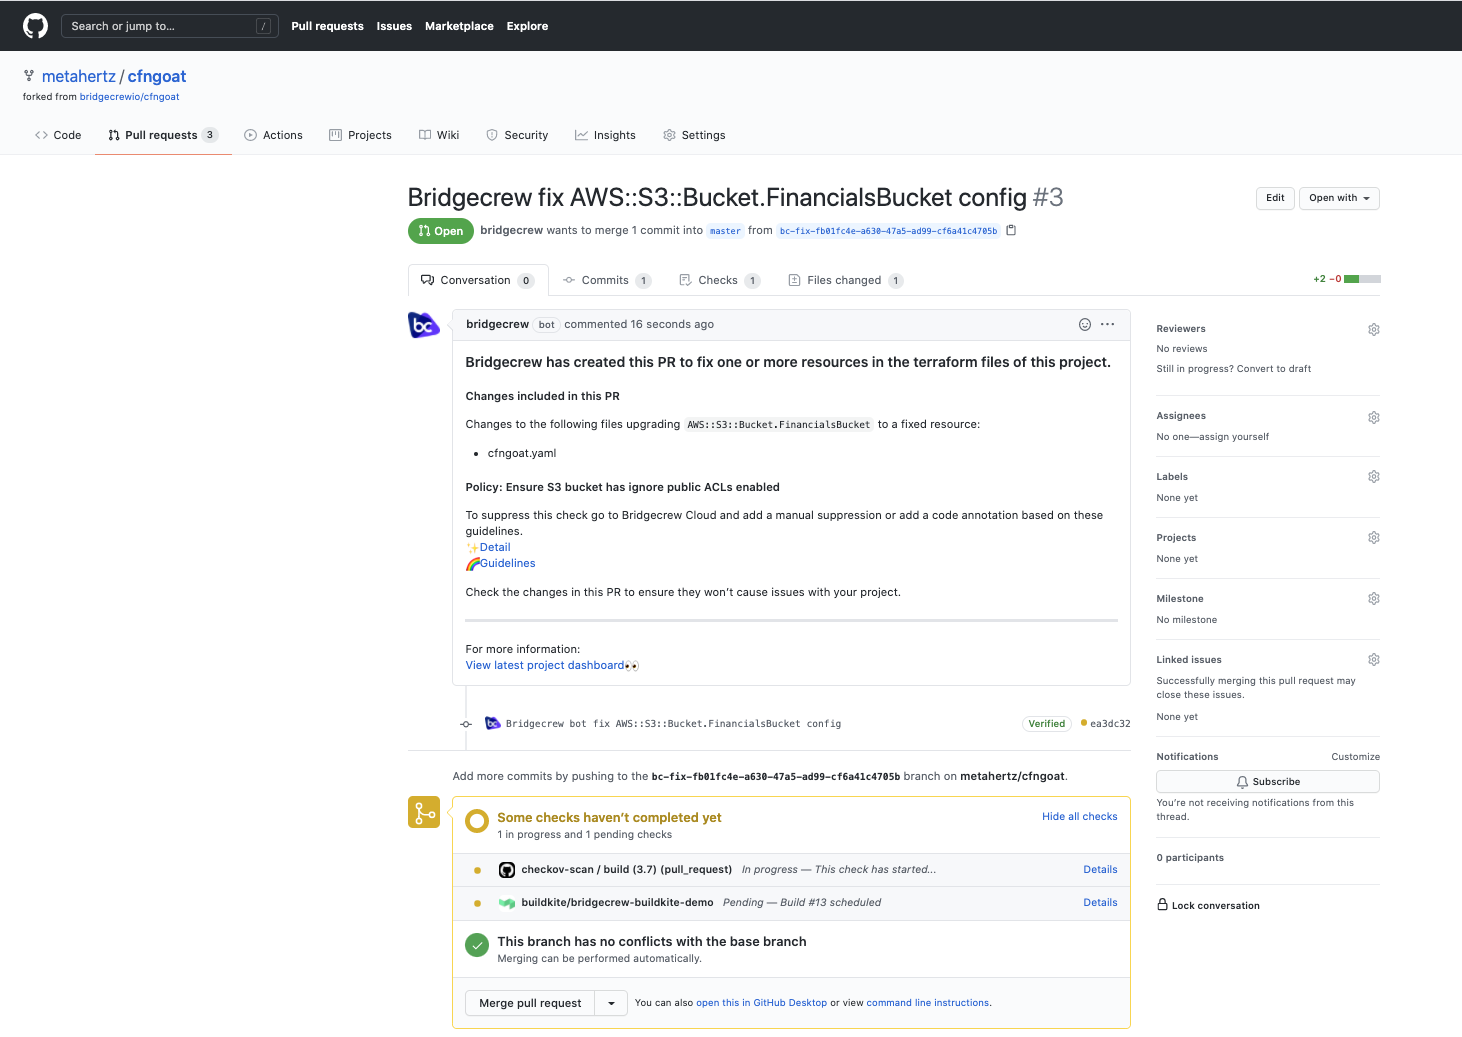 Search or jump to... /
Pull requests Issues Marketplace Explore
metahertz / cfngoat
forked from bridgecrewio/cfngoat
Code
Pull requests 3
Actions
Projects
Wiki
Security
Insights
Settings
Bridgecrew fix AWS::S3::Bucket.FinancialsBucket config #3
Edit
Open with
Open bridgecrew wants to merge 1 commit into master from bc-fix-fb01fc4e-a630-47a5-ad99-cf6a41c4705b
Conversation 0
Commits 1
Checks 1
Files changed 1
+2 −0
bc
bridgecrew bot commented 16 seconds ago
Bridgecrew has created this PR to fix one or more resources in the terraform files of this project.
Changes included in this PR
Changes to the following files upgrading AWS::S3::Bucket.FinancialsBucket to a fixed resource:
• cfngoat.yaml
Policy: Ensure S3 bucket has ignore public ACLs enabled
To suppress this check go to Bridgecrew Cloud and add a manual suppression or add a code annotation based on these
guidelines.
✨Detail
🌈Guidelines
Check the changes in this PR to ensure they won't cause issues with your project.
For more information:
View latest project dashboard👀
bc Bridgecrew bot fix AWS::S3::Bucket.FinancialsBucket config
Verified
ea3dc32
Add more commits by pushing to the bc-fix-fb01fc4e-a630-47a5-ad99-cf6a41c4705b branch on metahertz/cfngoat.
Some checks haven't completed yet
Hide all checks
1 in progress and 1 pending checks
checkov-scan / build (3.7) (pull_request) In progress — This check has started...
Details
buildkite/bridgecrew-buildkite-demo Pending — Build #13 scheduled
Details
This branch has no conflicts with the base branch
Merging can be performed automatically.
Merge pull request
You can also open this in GitHub Desktop or view command line instructions.
Reviewers
No reviews
Still in progress? Convert to draft
Assignees
No one—assign yourself
Labels
None yet
Projects
None yet
Milestone
No milestone
Linked issues
Successfully merging this pull request may
close these issues.
None yet
Notifications
Customize
Subscribe
You're not receiving notifications from this
thread.
0 participants
Lock conversation